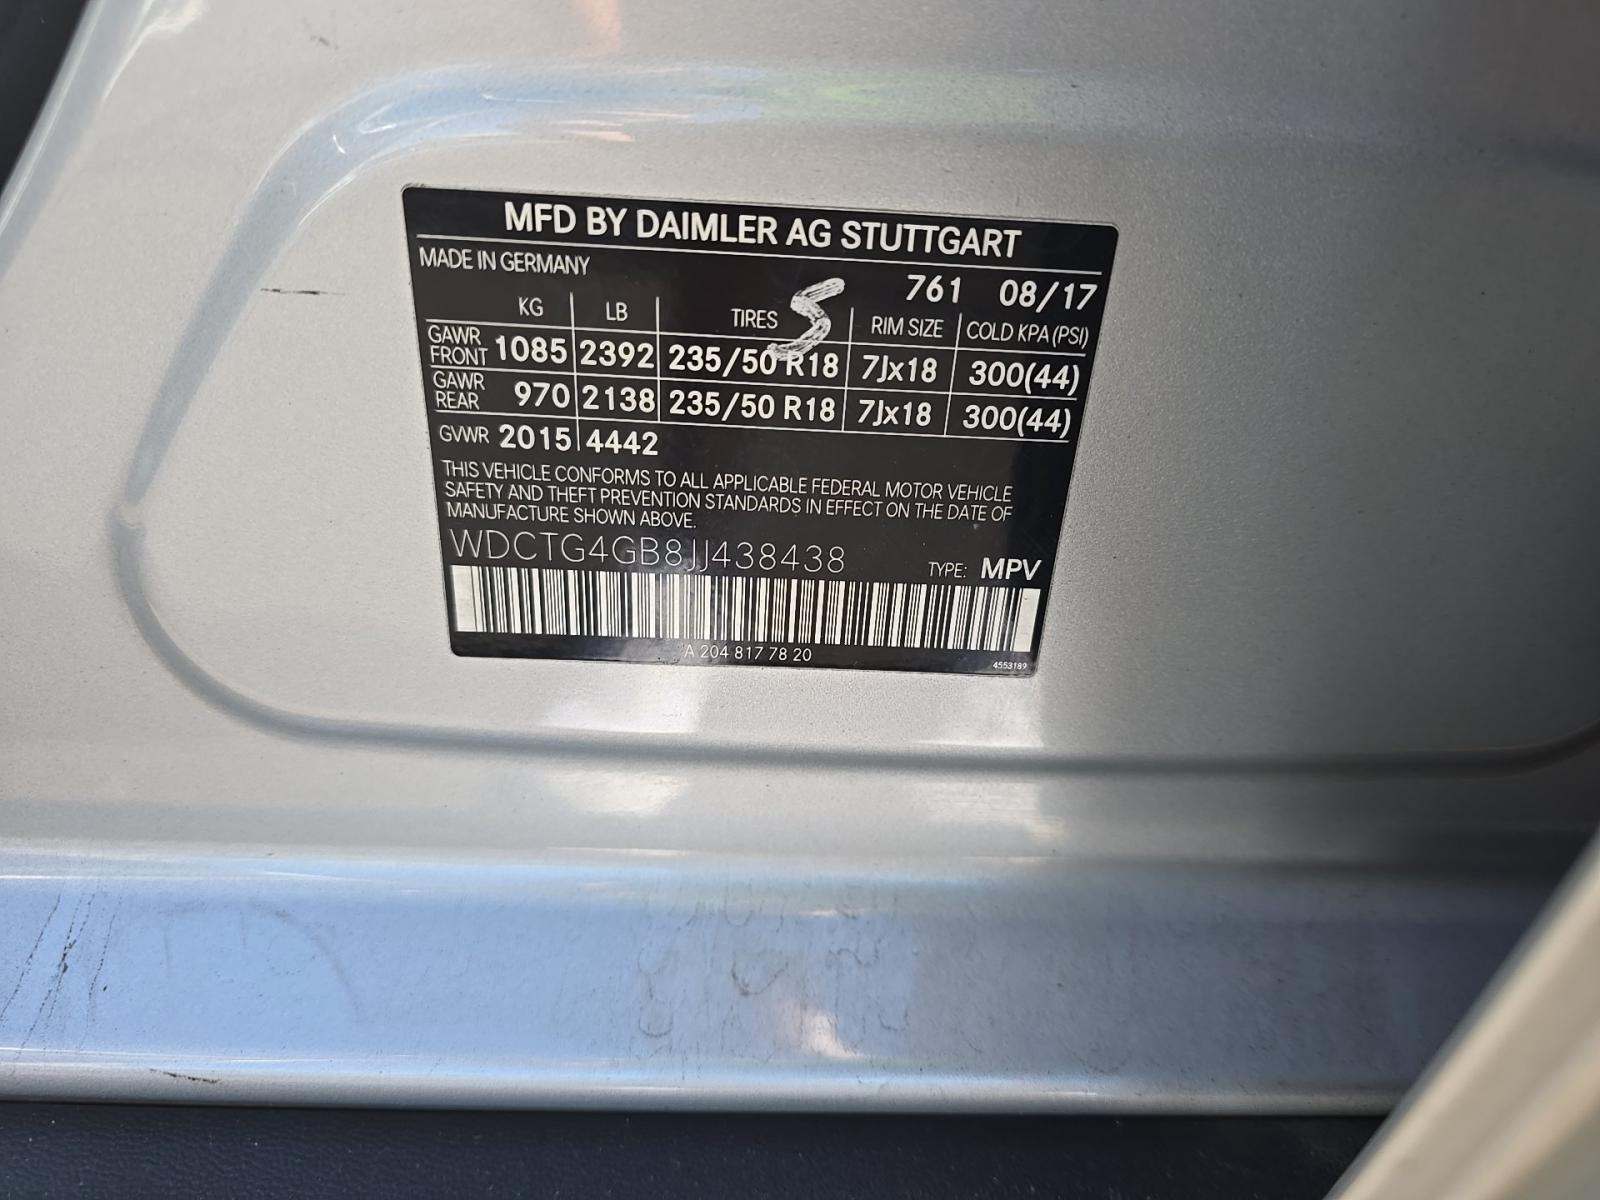 MFD BY DAIMLER AG STUTTGART
MADE IN GERMANY
761 08/17
KG LB TIRES 5 RIM SIZE COLD KPA (PSI)
GAWR FRONT 1085 2392 235/50 R18 7Jx18 300(44)
GAWR REAR 970 2138 235/50 R18 7Jx18 300(44)
GVWR 2015 4442
THIS VEHICLE CONFORMS TO ALL APPLICABLE FEDERAL MOTOR VEHICLE
SAFETY AND THEFT PREVENTION STANDARDS IN EFFECT ON THE DATE OF
MANUFACTURE SHOWN ABOVE.
WDCTG4GB8JJ438438 TYPE: MPV
A 204 817 78 20
4553189